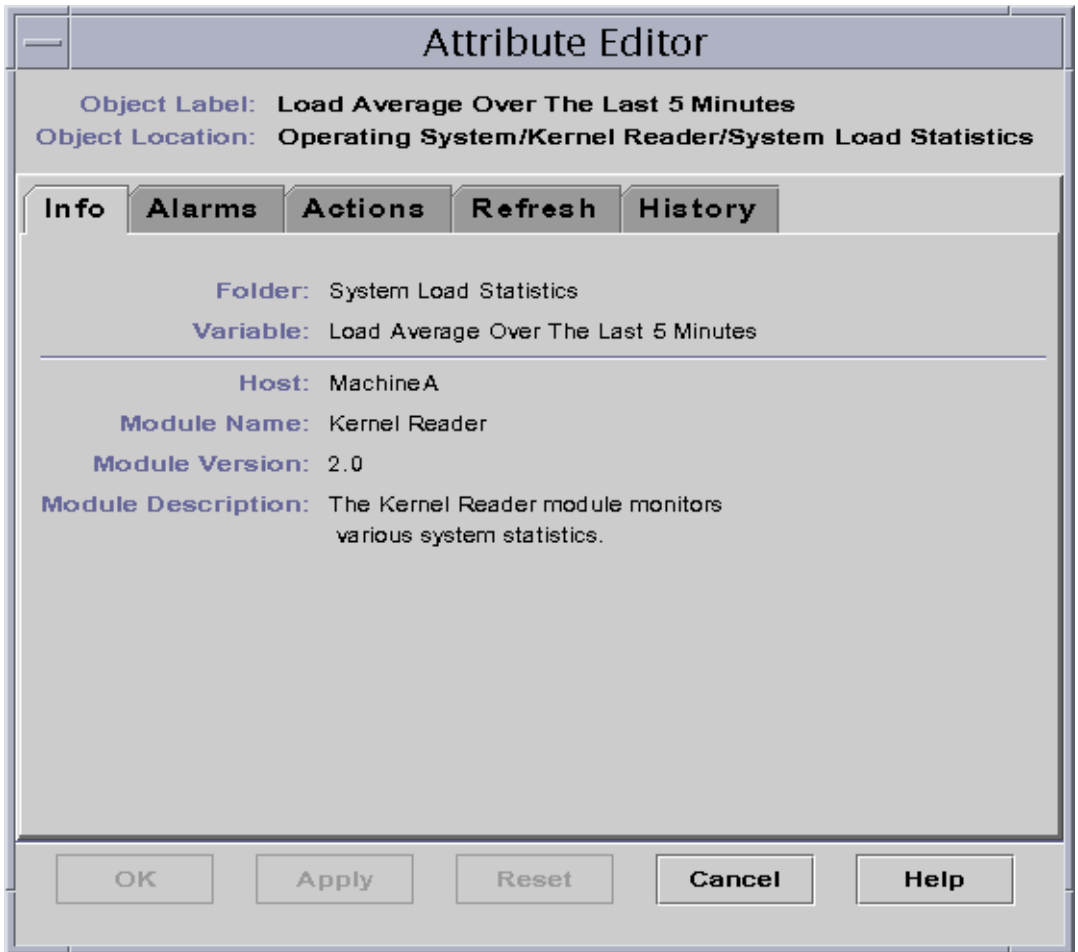 Attribute Editor
Object Label: Load Average Over The Last 5 Minutes
Object Location: Operating System/Kernel Reader/System Load Statistics
Info Alarms Actions Refresh History
Folder: System Load Statistics
Variable: Load Average Over The Last 5 Minutes
Host: MachineA
Module Name: Kernel Reader
Module Version: 2.0
Module Description: The Kernel Reader module monitors
various system statistics.
OK Apply Reset Cancel Help